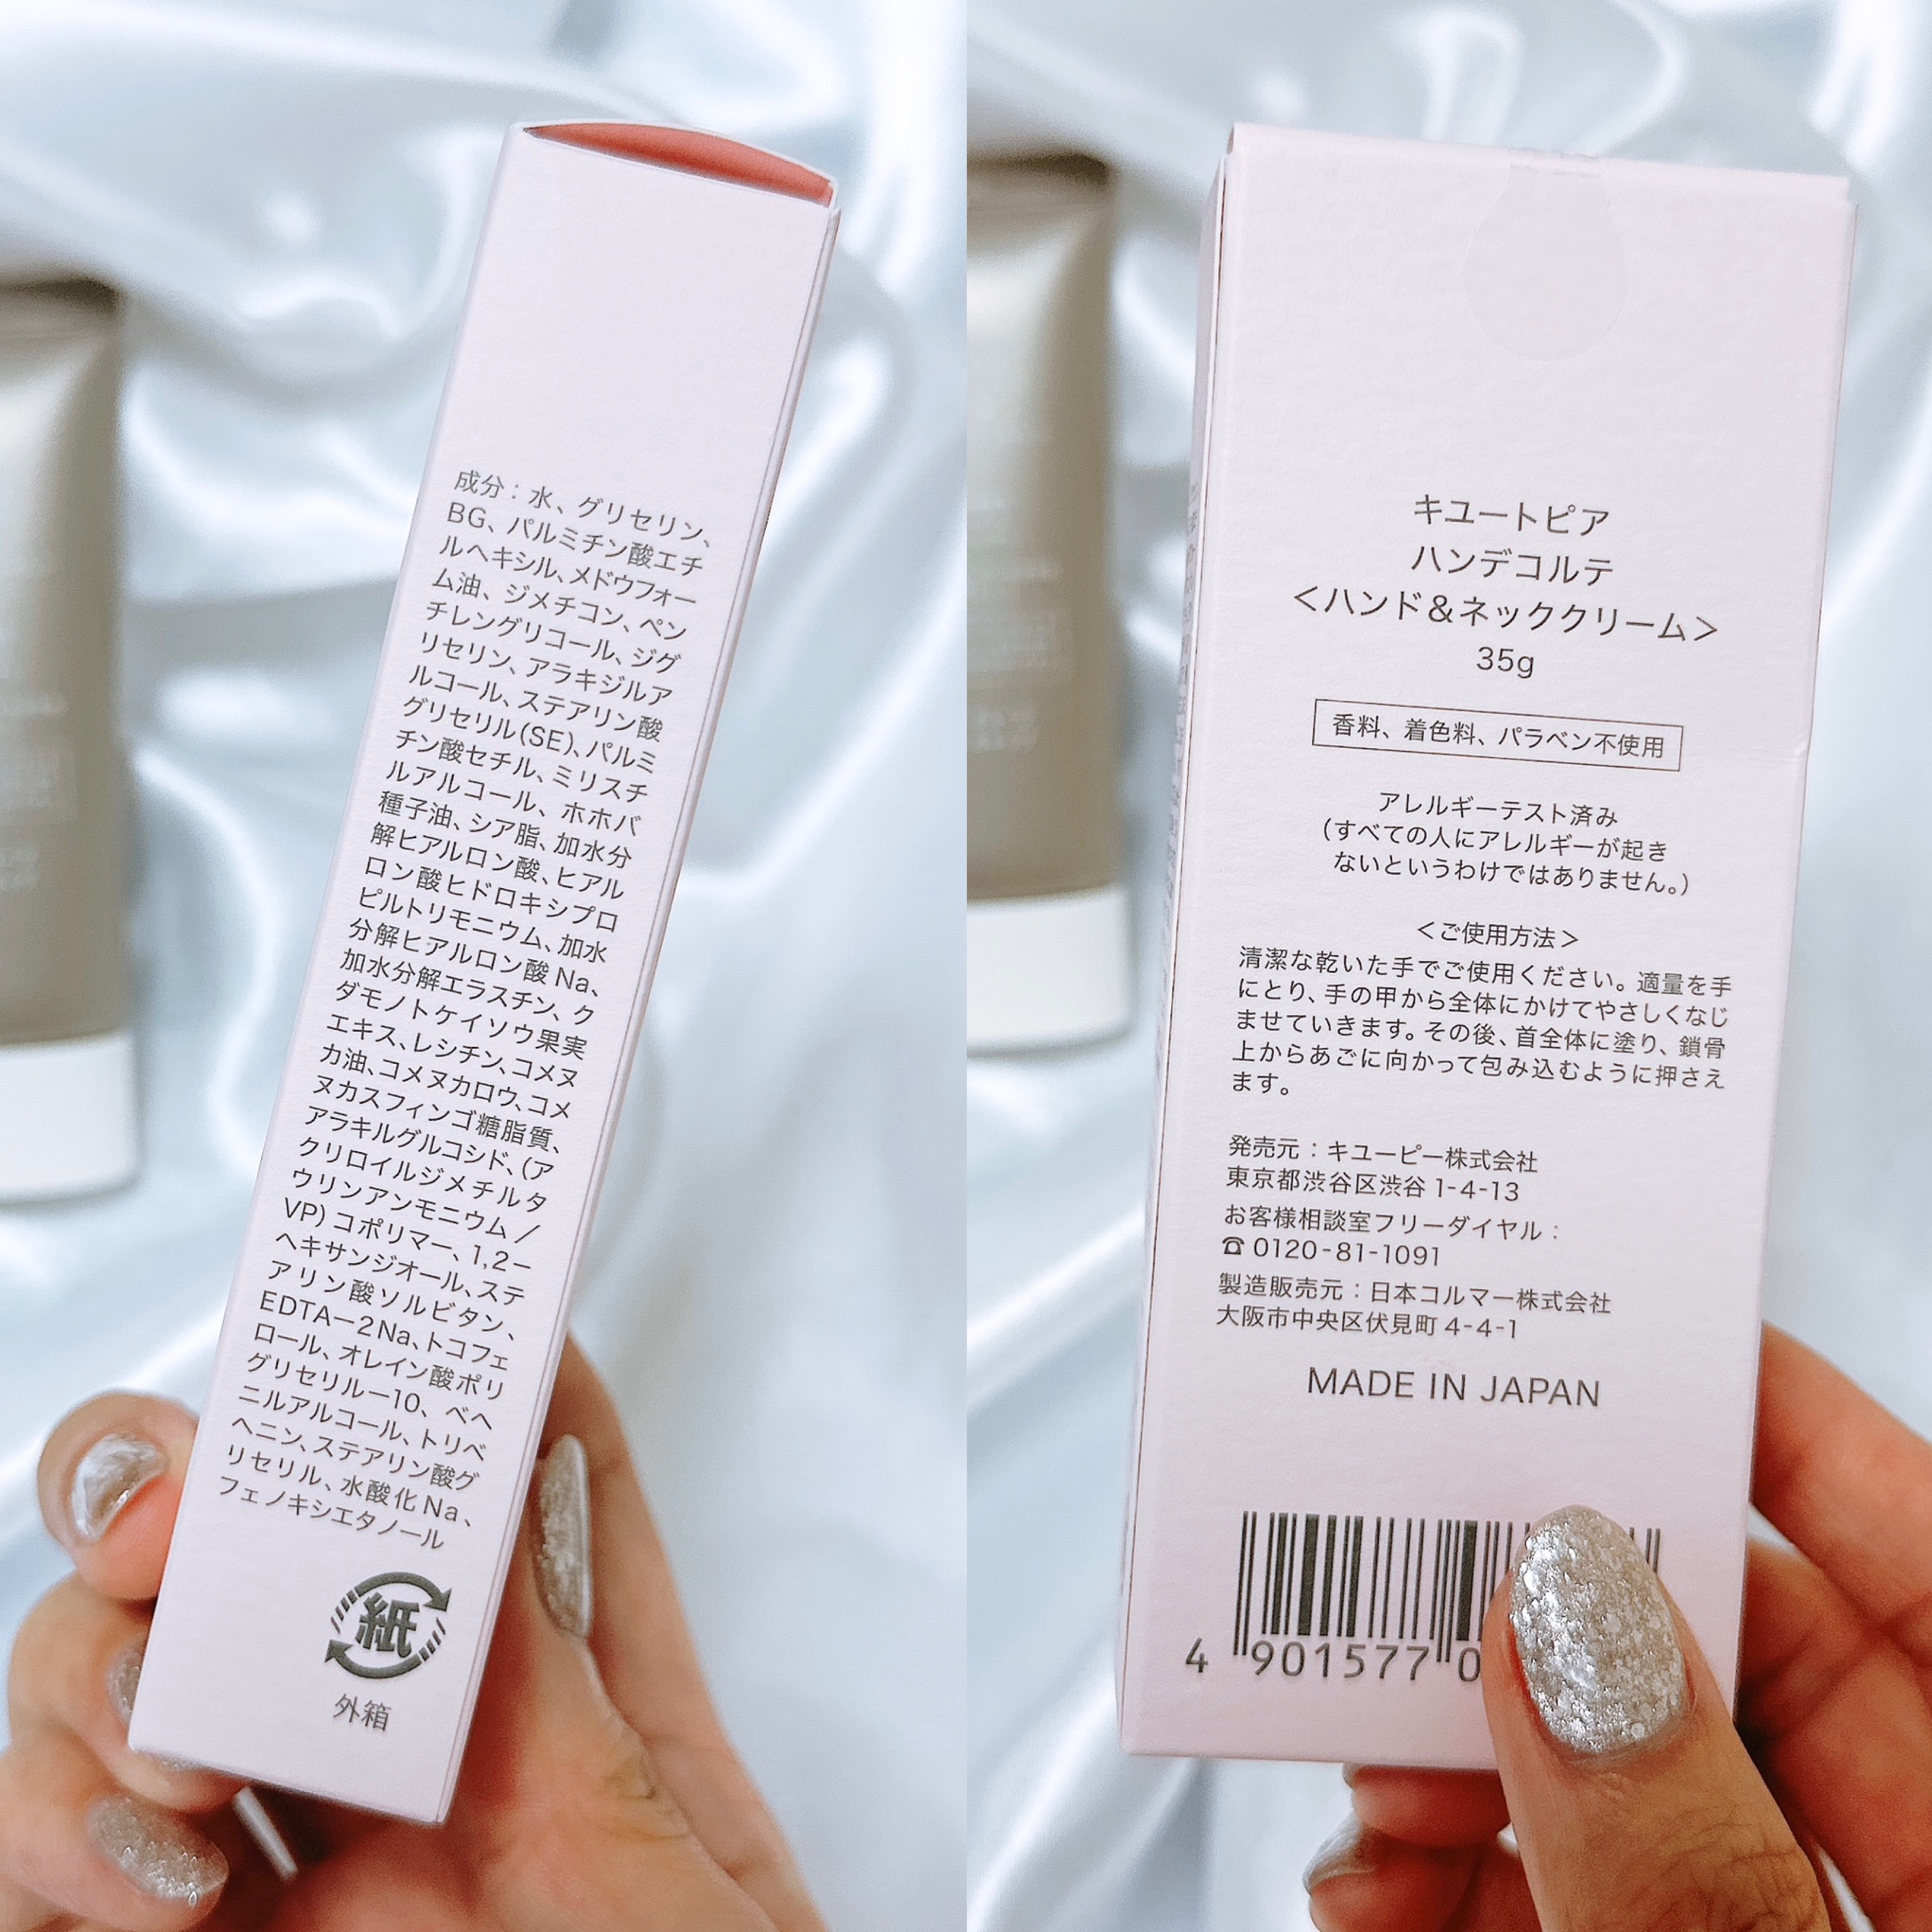 成分：水、グリセリン、
BG、パルミチン酸エチ
ルヘキシル、メドウフォー
ム油、ジメチコン、ペン
チレングリコール、ジグ
リセリン、アラキジルア
ルコール、ステアリン酸
グリセリル(SE)、パルミ
チン酸セチル、ミリスチ
ルアルコール、ホホバ
種子油、シア脂、加水分
解ヒアルロン酸、ヒアル
ロン酸ヒドロキシプロ
ピルトリモニウム、加水
分解ヒアルロン酸Na、
加水分解エラスチン、ク
ダモノトケイソウ果実
エキス、レシチン、コメヌ
カ油、コメヌカロウ、コメ
ヌカスフィンゴ糖脂質、
アラキルグルコシド、(ア
クリロイルジメチルタ
ウリンアンモニウム／
VP)コポリマー、1,2－
ヘキサンジオール、ステ
アリン酸ソルビタン、
EDTAー2Na、トコフェ
ロール、オレイン酸ポリ
グリセリルー10、ベヘ
ニルアルコール、トリベ
ヘニン、ステアリン酸グ
リセリル、水酸化Na、
フェノキシエタノール
紙
外箱
キユートピア
ハンデコルテ
＜ハンド＆ネッククリーム＞
35g
香料、着色料、パラベン不使用
アレルギーテスト済み
(すべての人にアレルギーが起き
ないというわけではありません。)
＜ご使用方法＞
清潔な乾いた手でご使用ください。適量を手
にとり、手の甲から全体にかけてやさしくなじ
ませていきます。その後、首全体に塗り、鎖骨
上からあごに向かって包み込むように押さえ
ます。
発売元：キユーピー株式会社
東京都渋谷区渋谷 1-4-13
お客様相談室フリーダイヤル：
☎ 0120-81-1091
製造販売元：日本コルマー株式会社
大阪市中央区伏見町 4-4-1
MADE IN JAPAN
4 901577 0